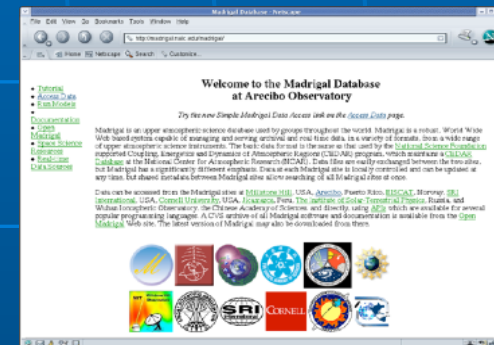 Madrigal Database - Netscape
File Edit View Go Bookmarks Tools Window Help
http://madrigal.naic.edu/madrigal/
Home Netscape Search Customize...
Tutorial
Access Data
Run Models
Documentation
Open
Madrigal
Space Science
Resources
Real-time
Data Sources
Welcome to the Madrigal Database
at Arecibo Observatory
Try the new Simple Madrigal Data Access link on the Access Data page.
Madrigal is an upper atmospheric science database used by groups throughout the world. Madrigal is a robust, World Wide
Web based system capable of managing and serving archival and real-time data, in a variety of formats, from a wide range
of upper atmospheric science instruments. The basic data format is the same as that used by the National Science Foundation
supported Coupling, Energetics and Dynamics of Atmospheric Regions (CEDAR) program, which maintains a CEDAR
Database at the National Center for Atmospheric Research (NCAR). Data files are easily exchanged between the two sites,
but Madrigal has a significantly different emphasis. Data at each Madrigal site is locally controlled and can be updated at
any time, but shared metadata between Madrigal sites allow searching of all Madrigal sites at once.
Data can be accessed from the Madrigal sites at Millstone Hill, USA, Arecibo, Puerto Rico, EISCAT, Norway, SRI
International, USA, Cornell University, USA, Jicamarca, Peru, The Institute of Solar-Terrestrial Physics, Russia, and
Wuhan Ionospheric Observatory, the Chinese Academy of Sciences, and directly, using APIs which are available for several
popular programming languages. A CVS archive of all Madrigal software and documentation is available from the Open
Madrigal Web site. The latest version of Madrigal may also be downloaded from there.
SRI
CORNELL